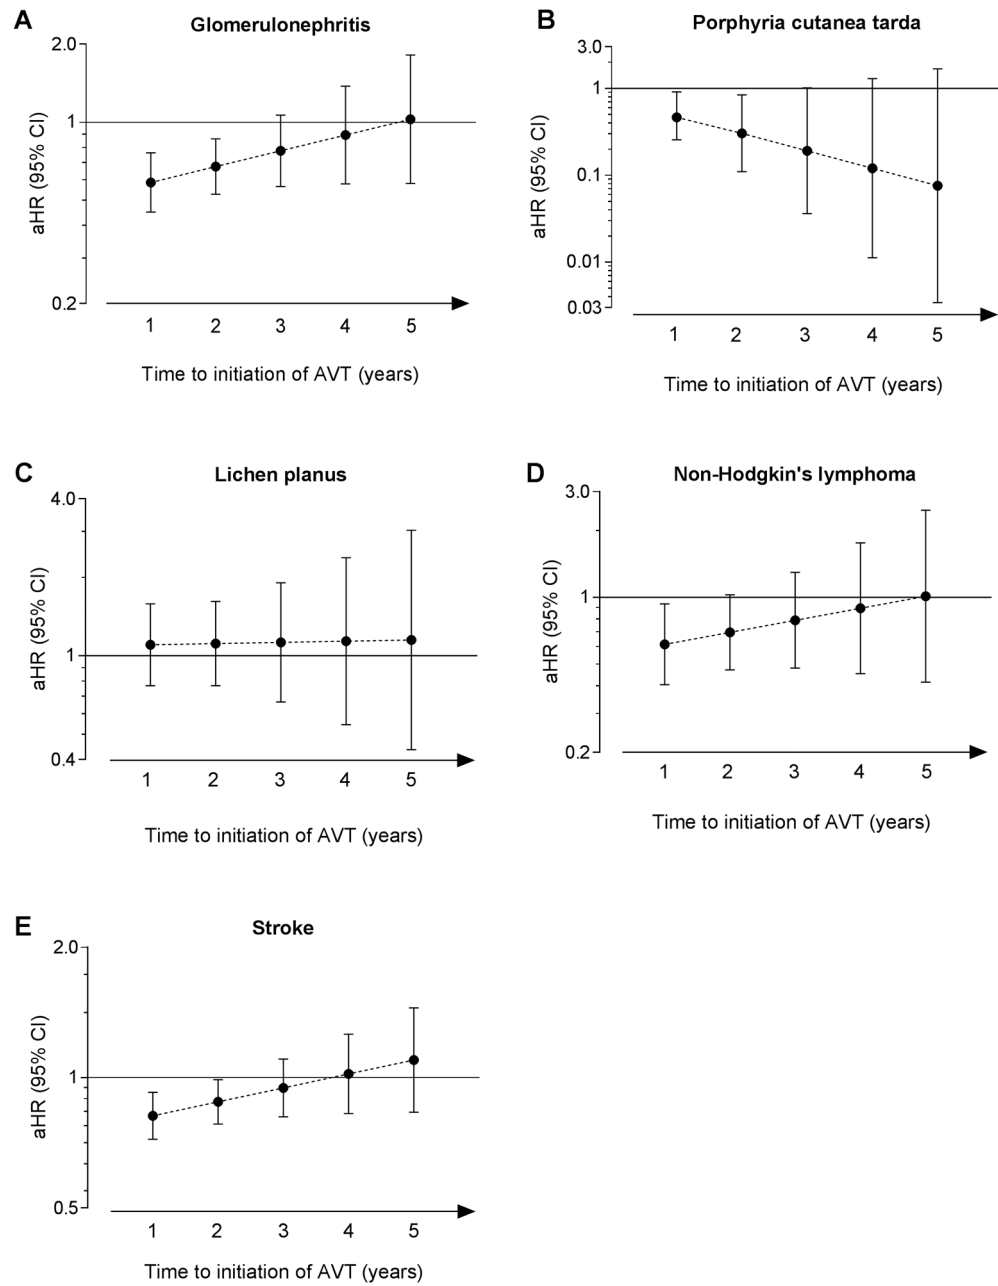 A
Glomerulonephritis
2.0
1
0.2
aHR (95% CI)
1 2 3 4 5
Time to initiation of AVT (years)
B
Porphyria cutanea tarda
3.0
1
0.1
0.01
0.03
aHR (95% CI)
1 2 3 4 5
Time to initiation of AVT (years)
C
Lichen planus
4.0
1
0.4
aHR (95% CI)
1 2 3 4 5
Time to initiation of AVT (years)
D
Non-Hodgkin's lymphoma
3.0
1
0.2
aHR (95% CI)
1 2 3 4 5
Time to initiation of AVT (years)
E
Stroke
2.0
1
0.5
aHR (95% CI)
1 2 3 4 5
Time to initiation of AVT (years)